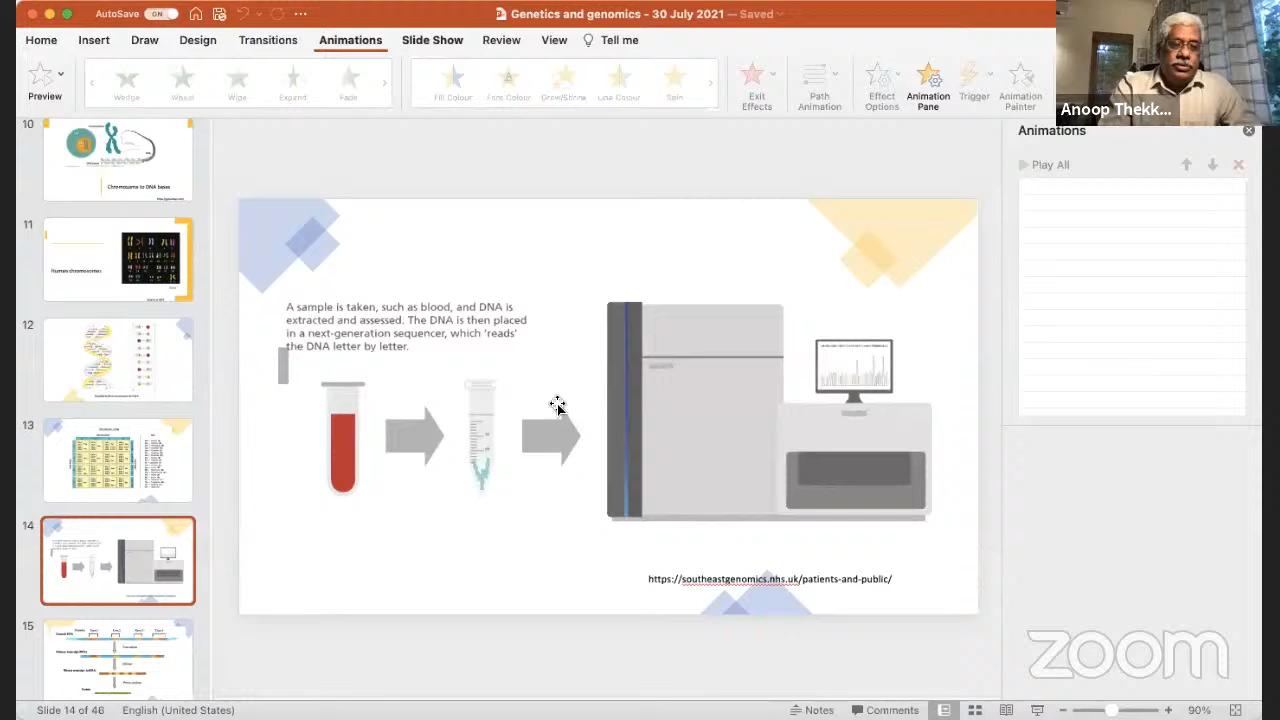 AutoSave ON
Genetics and genomics - 30 July 2021 — Saved
Home Insert Draw Design Transitions Animations Slide Show Review View Tell me
Preview
Wedge Wheel Wipe Expand Fade
Fill Colour Font Colour Grow/Shrink Line Colour Spin
Exit Effects
Path Animation
Effect Options
Animation Pane
Trigger
Animation Painter
Anoop Thekk...
Animations
Play All
10
Chromosome to DNA bases
11
Human chromosomes
12
13
14
15
A sample is taken, such as blood, and DNA is
extracted and assessed. The DNA is then placed
in a next-generation sequencer, which ‘reads’
the DNA letter by letter.
https://southeastgenomics.nhs.uk/patients-and-public/
zoom
Slide 14 of 46 English (United States) Notes Comments 90%